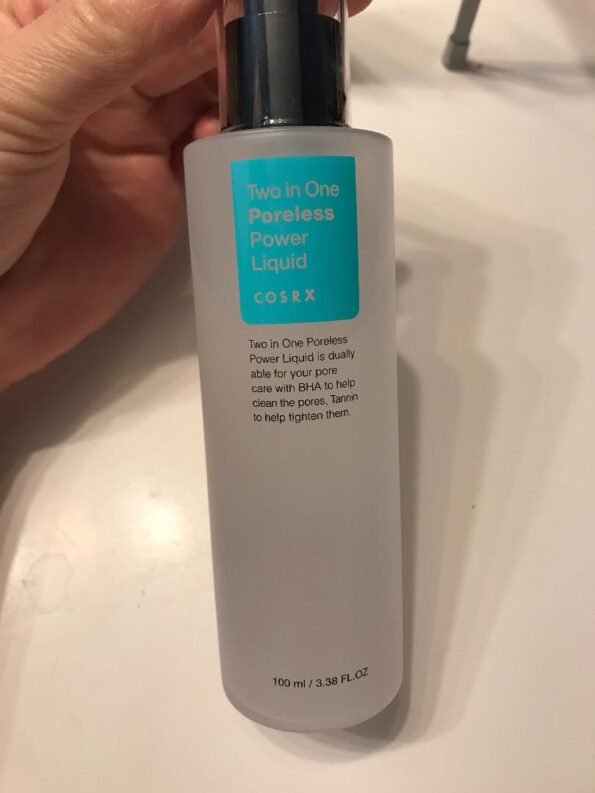 Two in One
Poreless
Power
Liquid
COSRX
Two in One Poreless
Power Liquid is dually
able for your pore
care with BHA to help
clean the pores, Tannin
to help tighten them.
100 ml / 3.38 FL.OZ